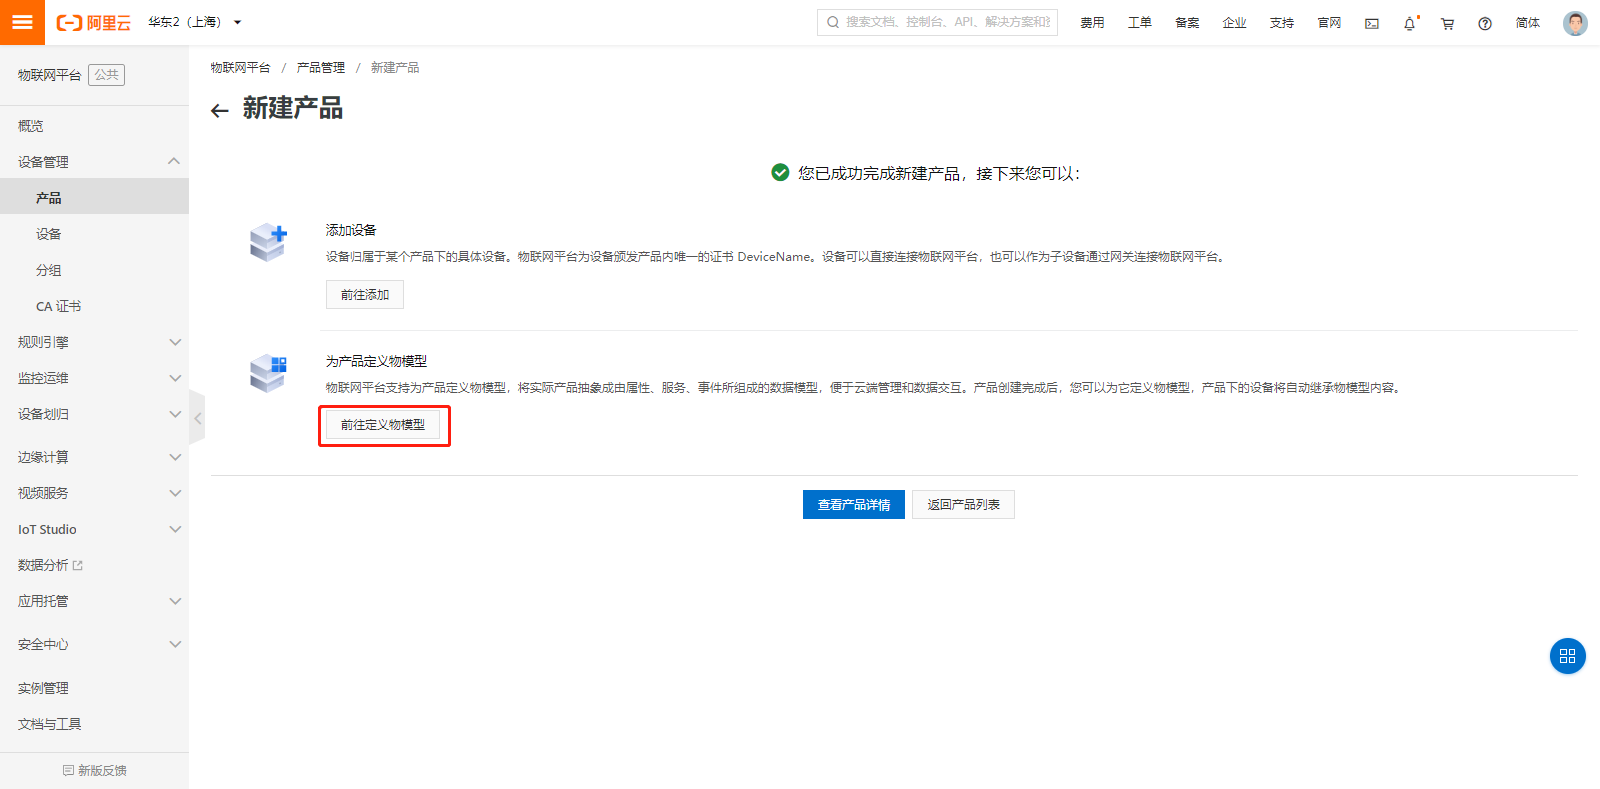 阿里云
华东2（上海）
搜索文档、控制台、API、解决方案和
费用
工单
备案
企业
支持
官网
简体
物联网平台 公共
概览
设备管理
产品
设备
分组
CA 证书
规则引擎
监控运维
设备划归
边缘计算
视频服务
IoT Studio
数据分析
应用托管
安全中心
实例管理
文档与工具
新版反馈
物联网平台 / 产品管理 / 新建产品
新建产品
您已成功完成新建产品，接下来您可以：
添加设备
设备归属于某个产品下的具体设备。物联网平台为设备颁发产品内唯一的证书 DeviceName。设备可以直接连接物联网平台，也可以作为子设备通过网关连接物联网平台。
前往添加
为产品定义物模型
物联网平台支持为产品定义物模型，将实际产品抽象成由属性、服务、事件所组成的数据模型，便于云端管理和数据交互。产品创建完成后，您可以为它定义物模型，产品下的设备将自动继承物模型内容。
前往定义物模型
查看产品详情
返回产品列表